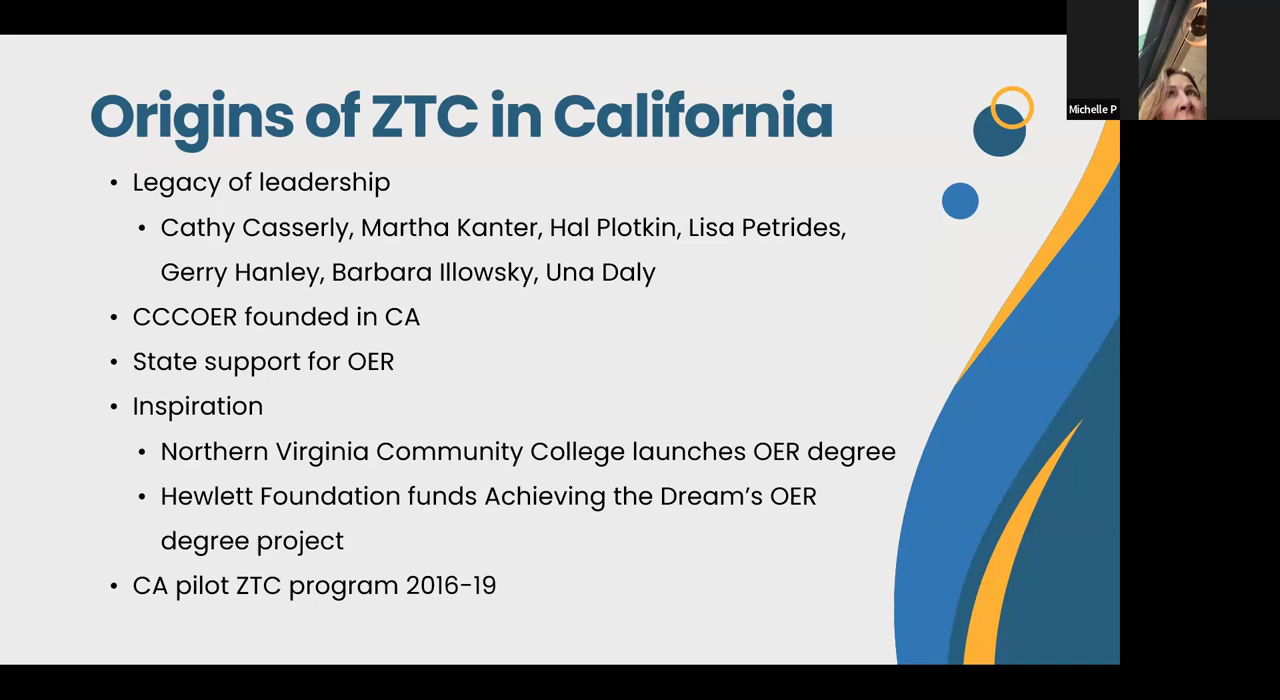 Origins of ZTC in California
Michelle P
• Legacy of leadership
• Cathy Casserly, Martha Kanter, Hal Plotkin, Lisa Petrides,
Gerry Hanley, Barbara Illowsky, Una Daly
• CCCOER founded in CA
• State support for OER
• Inspiration
• Northern Virginia Community College launches OER degree
• Hewlett Foundation funds Achieving the Dream’s OER
degree project
• CA pilot ZTC program 2016-19